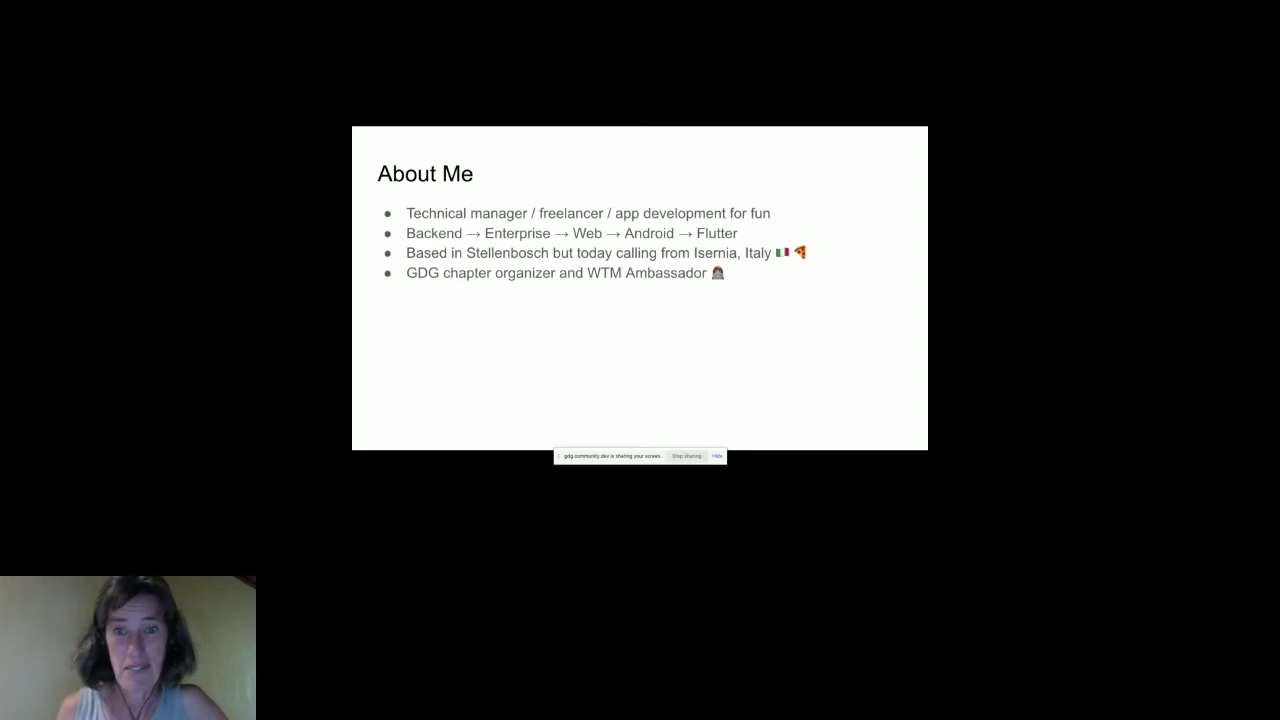 About Me
● Technical manager / freelancer / app development for fun
● Backend → Enterprise → Web → Android → Flutter
● Based in Stellenbosch but today calling from Isernia, Italy 🇮🇹 🍕
● GDG chapter organizer and WTM Ambassador 👩🏽‍💻
gdg.community.dev is sharing your screen. Stop sharing Hide